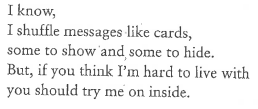 I know,
I shuffle messages like cards,
some to show and some to hide.
But, if you think I'm hard to live with
you should try me on inside.